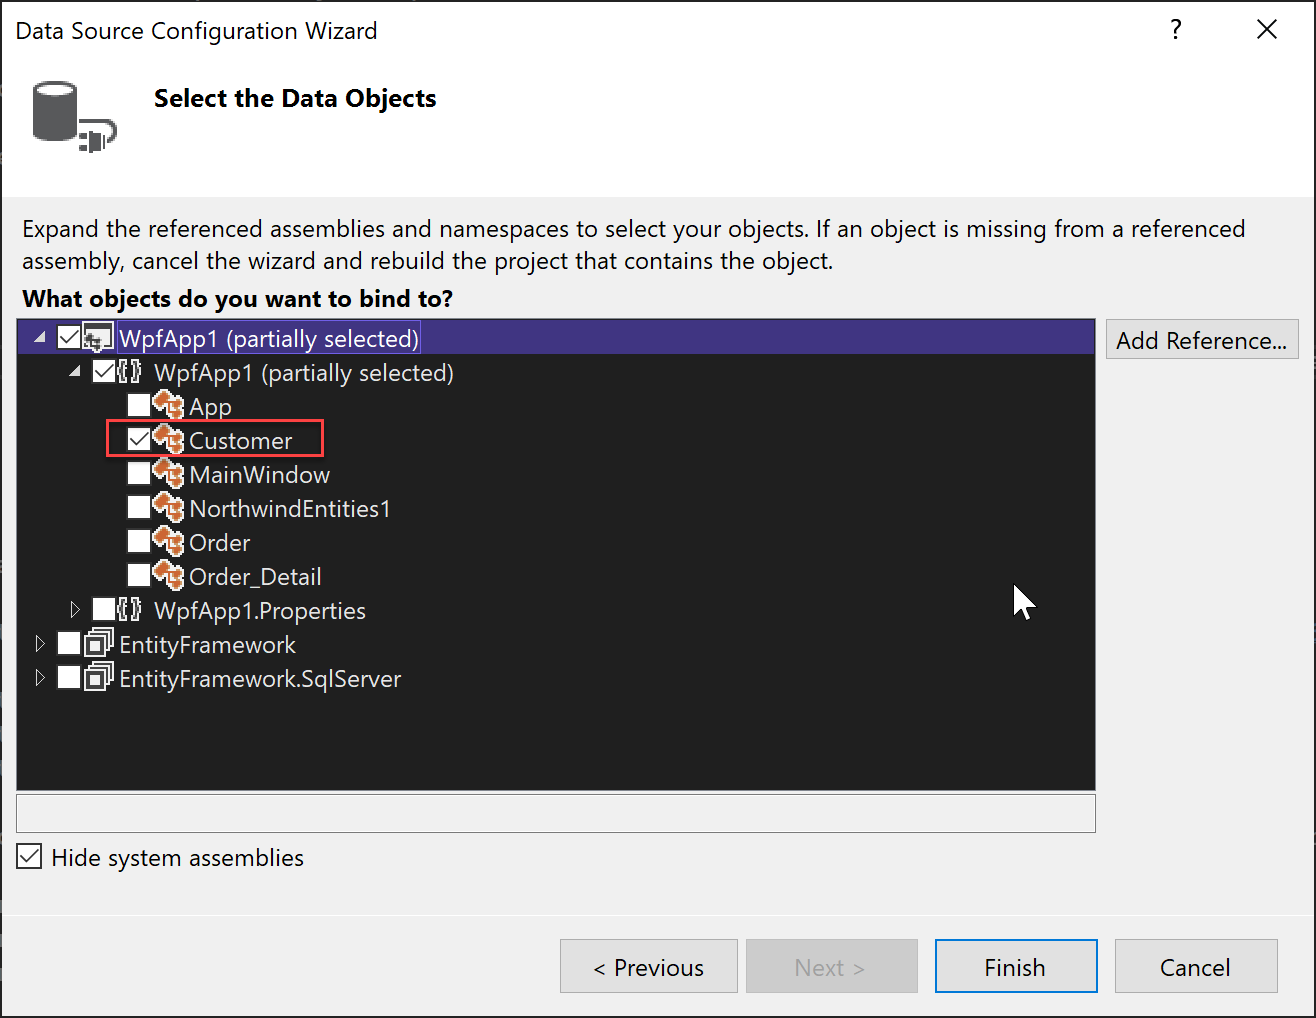 Data Source Configuration Wizard
?
Select the Data Objects
Expand the referenced assemblies and namespaces to select your objects. If an object is missing from a referenced
assembly, cancel the wizard and rebuild the project that contains the object.
What objects do you want to bind to?
WpfApp1 (partially selected)
Add Reference...
{} WpfApp1 (partially selected)
App
Customer
MainWindow
NorthwindEntities1
Order
Order_Detail
{} WpfApp1.Properties
EntityFramework
EntityFramework.SqlServer
Hide system assemblies
< Previous
Next >
Finish
Cancel